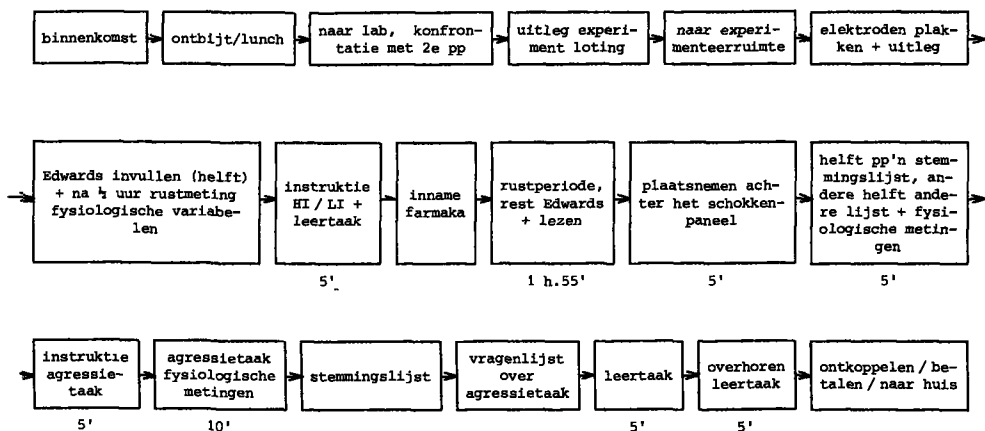 binnenkomst
ontbijt/lunch
naar lab, konfron-
tatie met 2e pp
uitleg experi-
ment loting
naar experi-
menteerruimte
elektroden plak-
ken + uitleg
Edwards invullen (helft)
+ na ½ uur rustmeting
fysiologische variabe-
len
instruktie
HI / LI +
leertaak
5'
inname
farmaka
rustperiode,
rest Edwards
+ lezen
1 h.55'
plaatsnemen ach-
ter het schokken-
paneel
5'
helft pp'n stem-
mingslijst, an-
dere helft ande-
re lijst + fysi-
ologische metin-
gen
5'
instruktie
agressie-
taak
5'
agressietaak
fysiologische
metingen
10'
stemmingslijst
vragenlijst
over
agressietaak
leertaak
5'
overhoren
leertaak
5'
ontkoppelen / be-
talen / naar huis